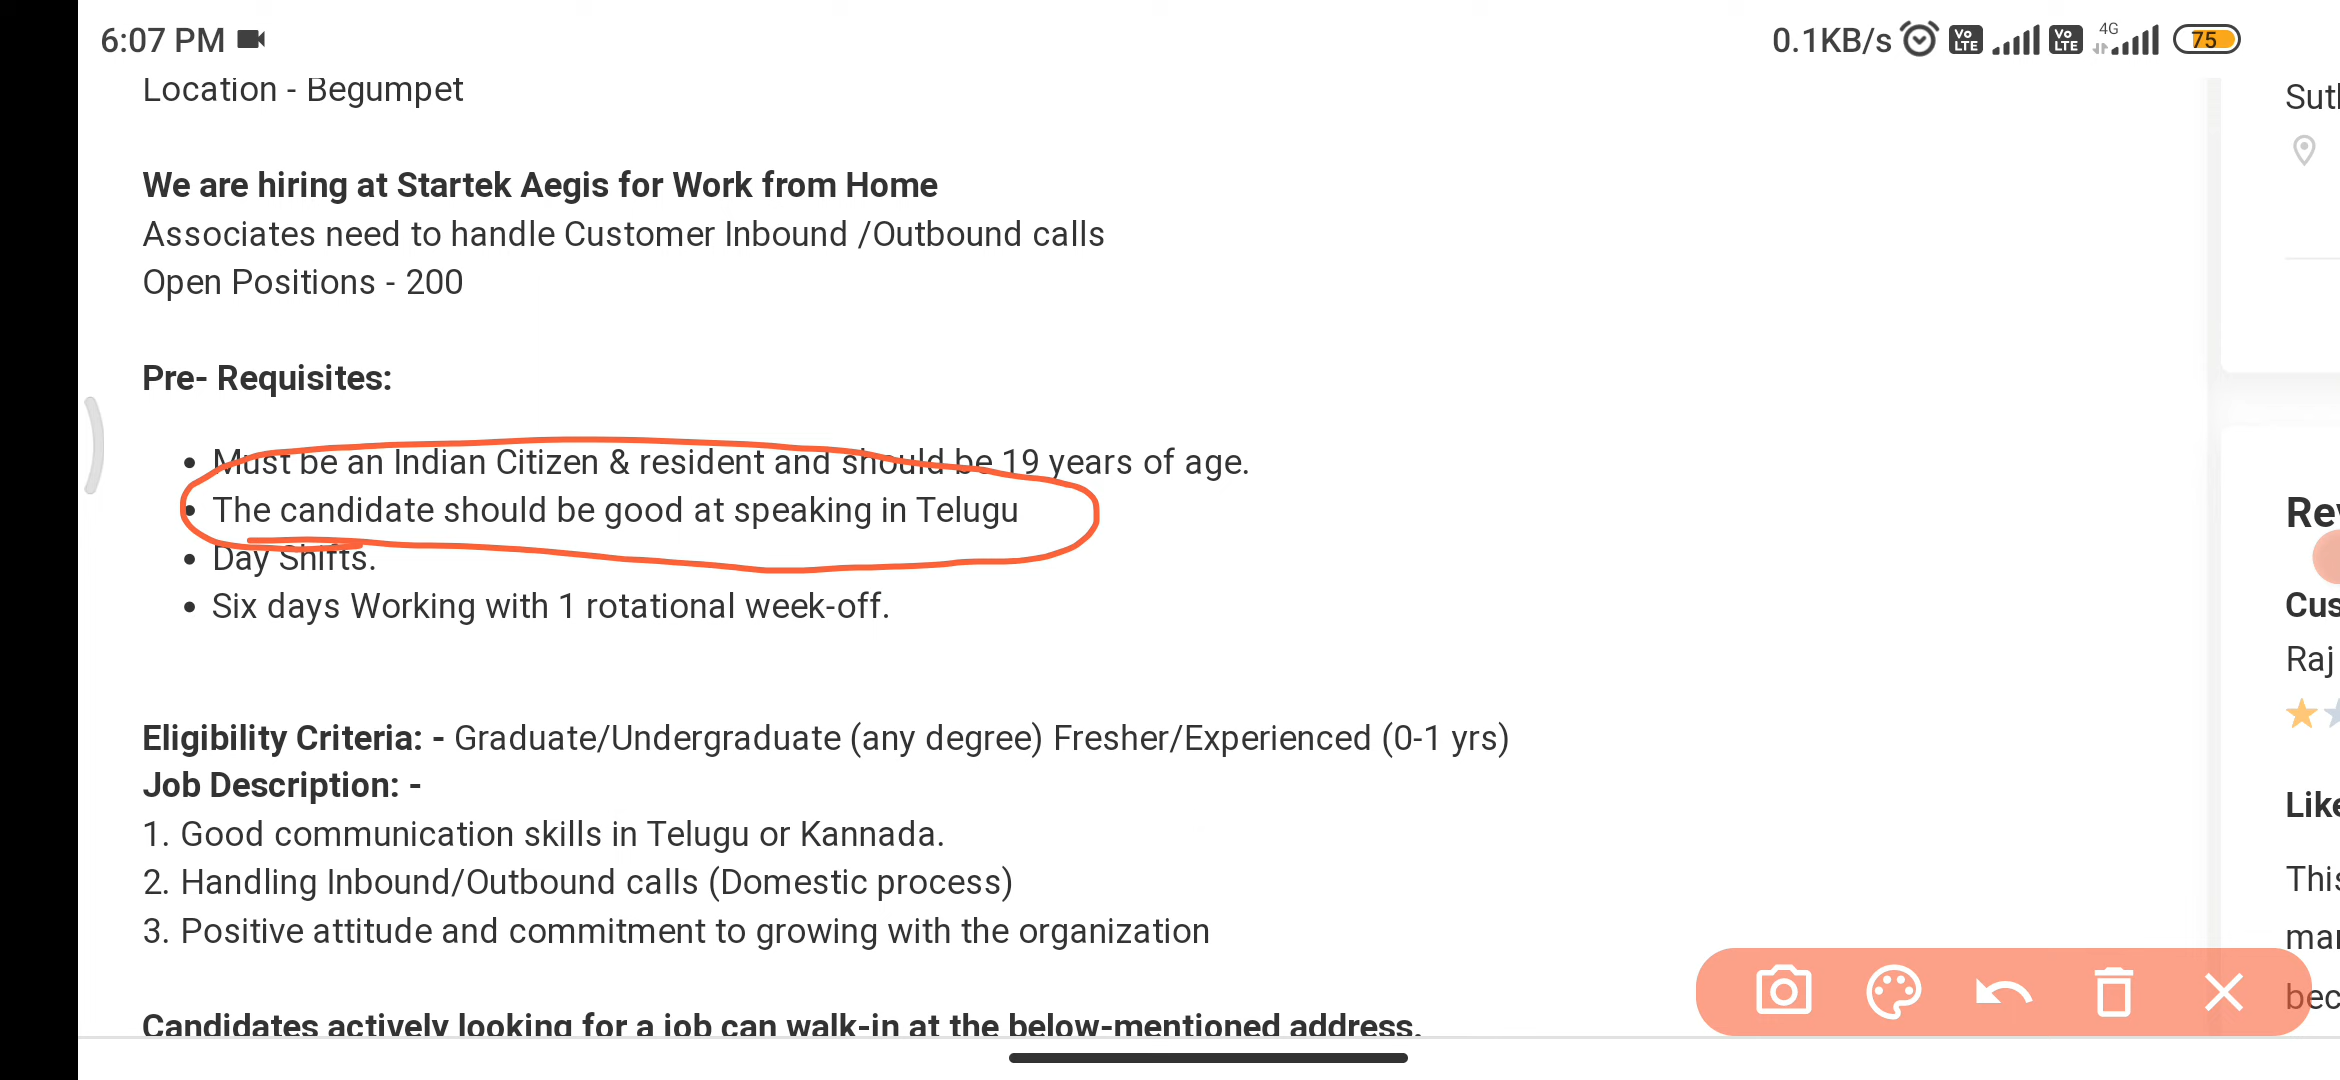 6:07 PM
0.1KB/s Vo LTE Vo LTE 4G 75
Location - Begumpet
We are hiring at Startek Aegis for Work from Home
Associates need to handle Customer Inbound /Outbound calls
Open Positions - 200
Pre- Requisites:
• Must be an Indian Citizen & resident and should be 19 years of age.
• The candidate should be good at speaking in Telugu
• Day Shifts.
• Six days Working with 1 rotational week-off.
Eligibility Criteria: - Graduate/Undergraduate (any degree) Fresher/Experienced (0-1 yrs)
Job Description: -
1. Good communication skills in Telugu or Kannada.
2. Handling Inbound/Outbound calls (Domestic process)
3. Positive attitude and commitment to growing with the organization
Candidates actively looking for a job can walk-in at the below-mentioned address.
Raj